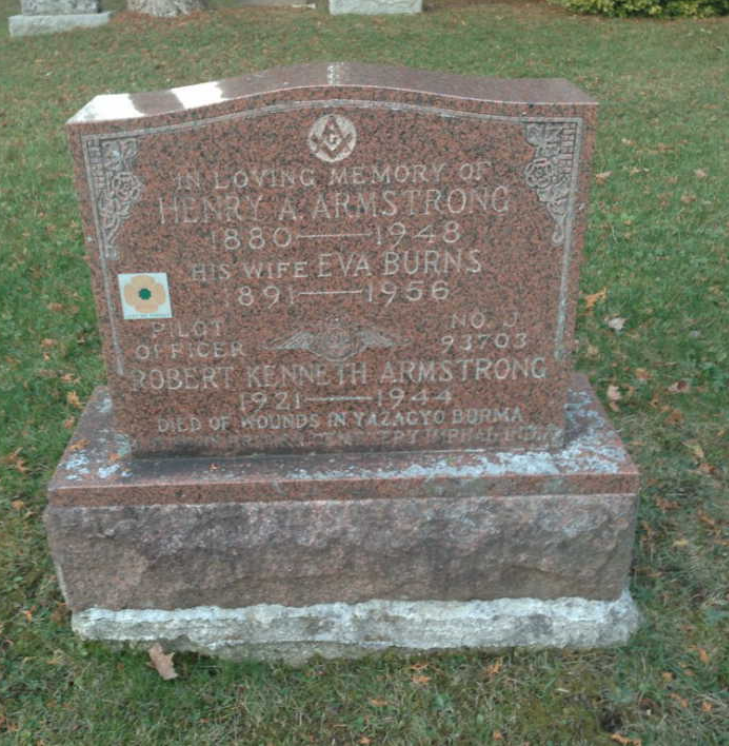 G
IN LOVING MEMORY OF
HENRY A. ARMSTRONG
1880 — 1948
HIS WIFE EVA BURNS
1891 — 1956
PILOT NO. J
OFFICER 93703
ROBERT KENNETH ARMSTRONG
1921 — 1944
DIED OF WOUNDS IN YAZAGYO BURMA